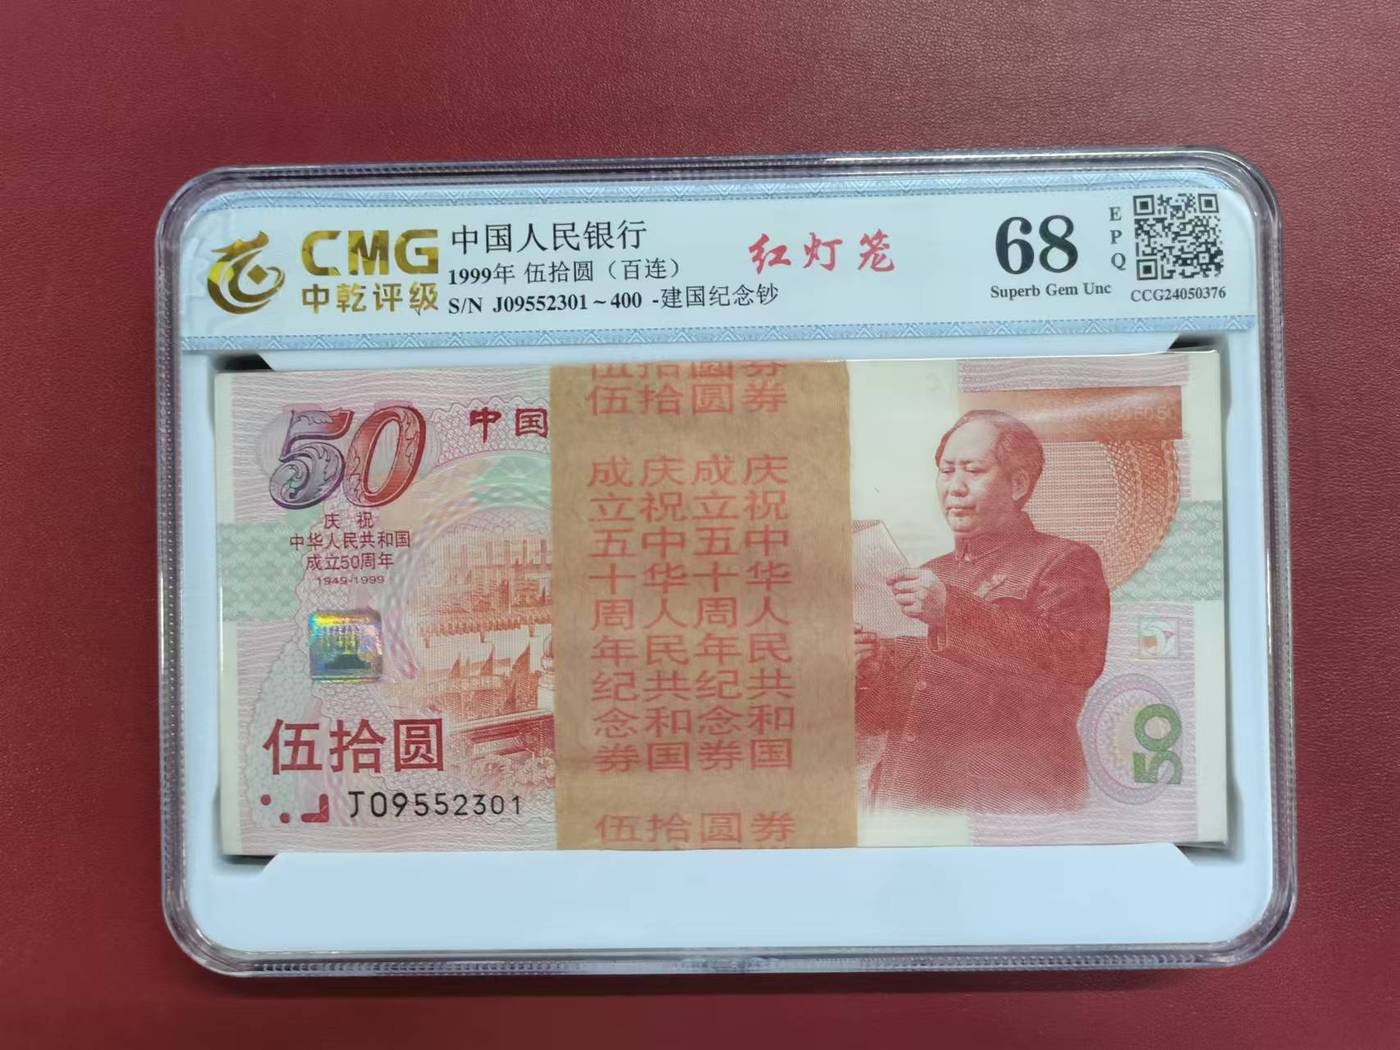 CMG
中乾评级
中国人民银行
1999年 伍拾圆（百连）
S/N J09552301～400 -建国纪念钞
红灯笼
68
Superb Gem Unc
EPQ
CCG24050376
50
中国
庆 祝
中华人民共和国
成立50周年
1949-1999
伍拾圆
J09552301
伍拾圆券
伍拾圆券
庆祝中华人民共和国
成立五十周年纪念券
庆祝中华人民共和国
成立五十周年纪念券
伍拾圆券
50